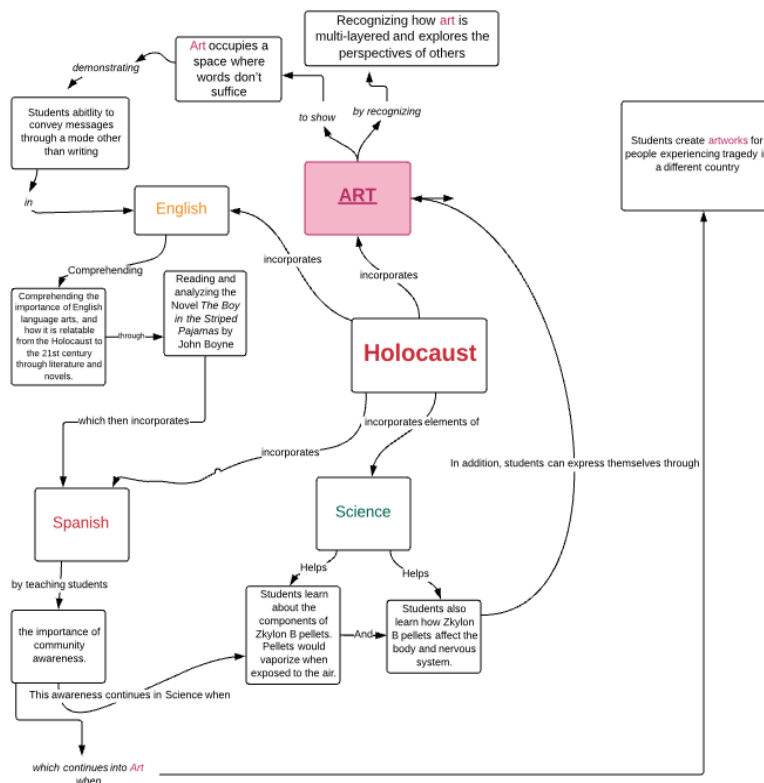 Recognizing how art is
multi-layered and explores the
perspectives of others
Art occupies a
space where
words don't
suffice
demonstrating
Students abitlity to
convey messages
through a mode other
than writing
to show
by recognizing
Students create artworks for
people experiencing tragedy in
a different country
ART
in
English
incorporates
incorporates
Comprehending
Comprehending the
importance of English
language arts, and
how it is relatable
from the Holocaust to
the 21st century
through literature and
novels.
through
Reading and
analyzing the
Novel The Boy
in the Striped
Pajamas by
John Boyne
Holocaust
which then incorporates
incorporates
incorporates elements of
In addition, students can express themselves through
Spanish
Science
by teaching students
Helps
Helps
the importance of
community
awareness.
Students learn
about the
components of
Zkylon B pellets.
Pellets would
vaporize when
exposed to the air.
And
Students also
learn how Zkylon
B pellets affect the
body and nervous
system.
This awareness continues in Science when
which continues into Art
when